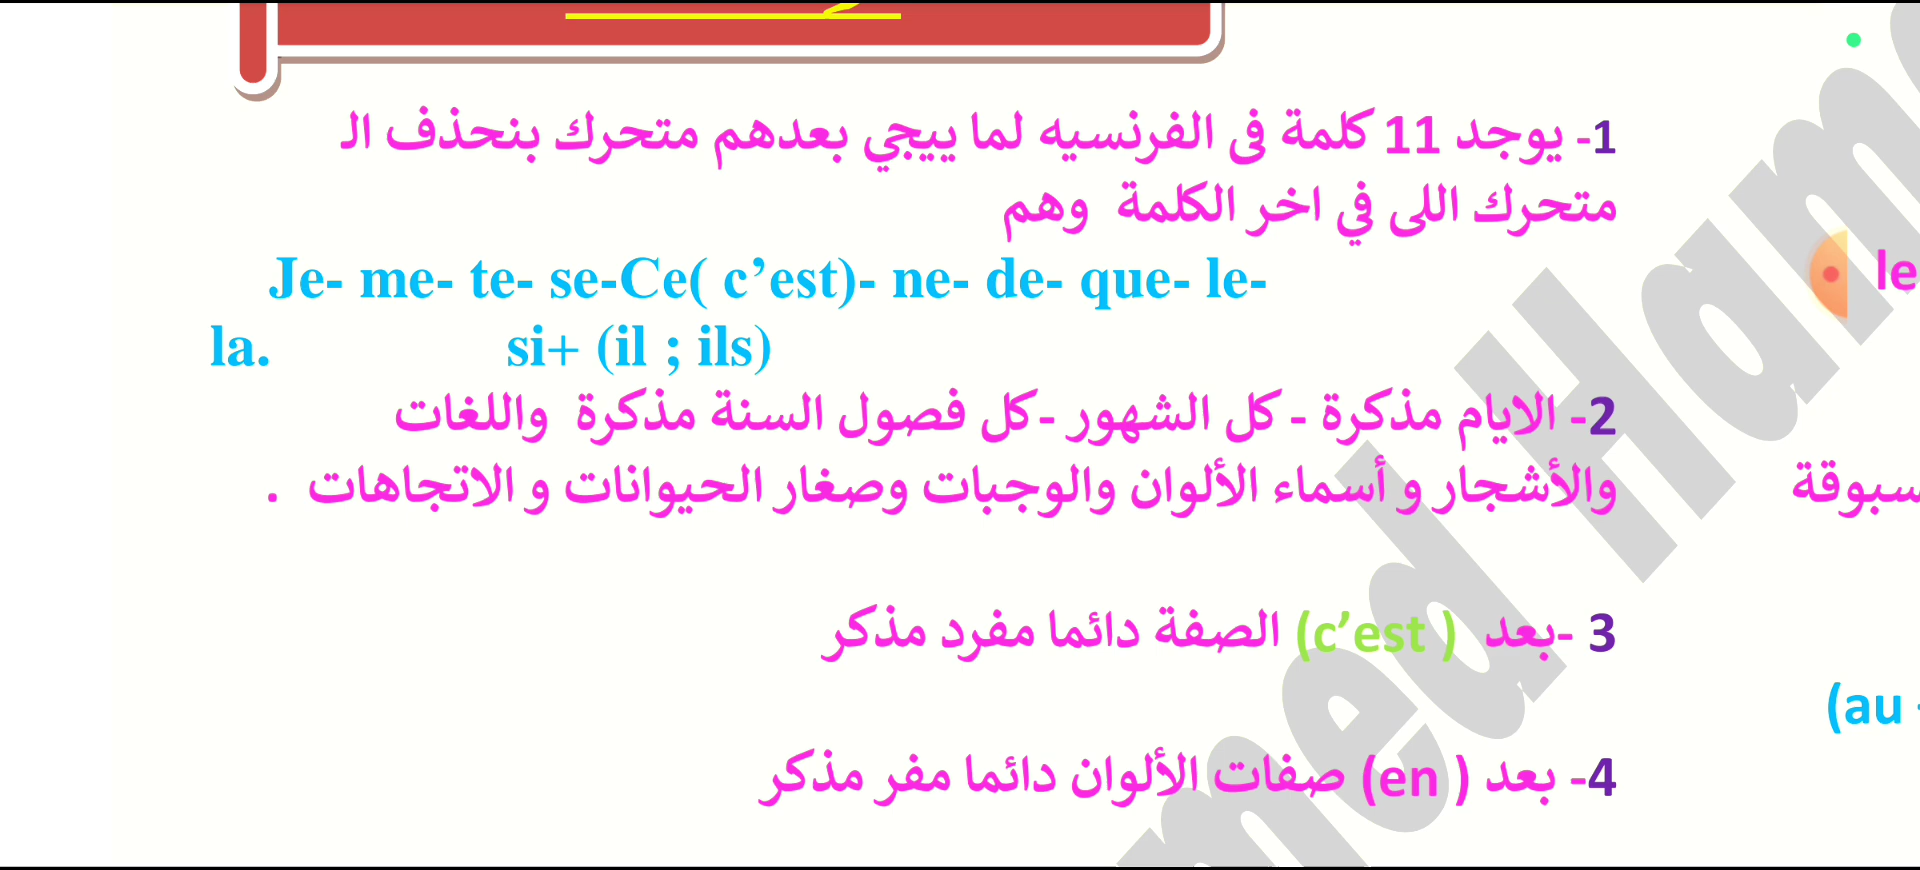 1- يوجد 11 كلمة فى الفرنسيه لما ييجي بعدهم متحرك بنحذف الـ
متحرك اللى في اخر الكلمة وهم
Je- me- te- se-Ce( c’est)- ne- de- que- le-
la. si+ (il ; ils)
2- الايام مذكرة - كل الشهور -كل فصول السنة مذكرة واللغات
والأشجار و أسماء الألوان والوجبات وصغار الحيوانات و الاتجاهات .
3 -بعد ( c’est) الصفة دائما مفرد مذكر
4- بعد ( en) صفات الألوان دائما مفر مذكر
le
(au